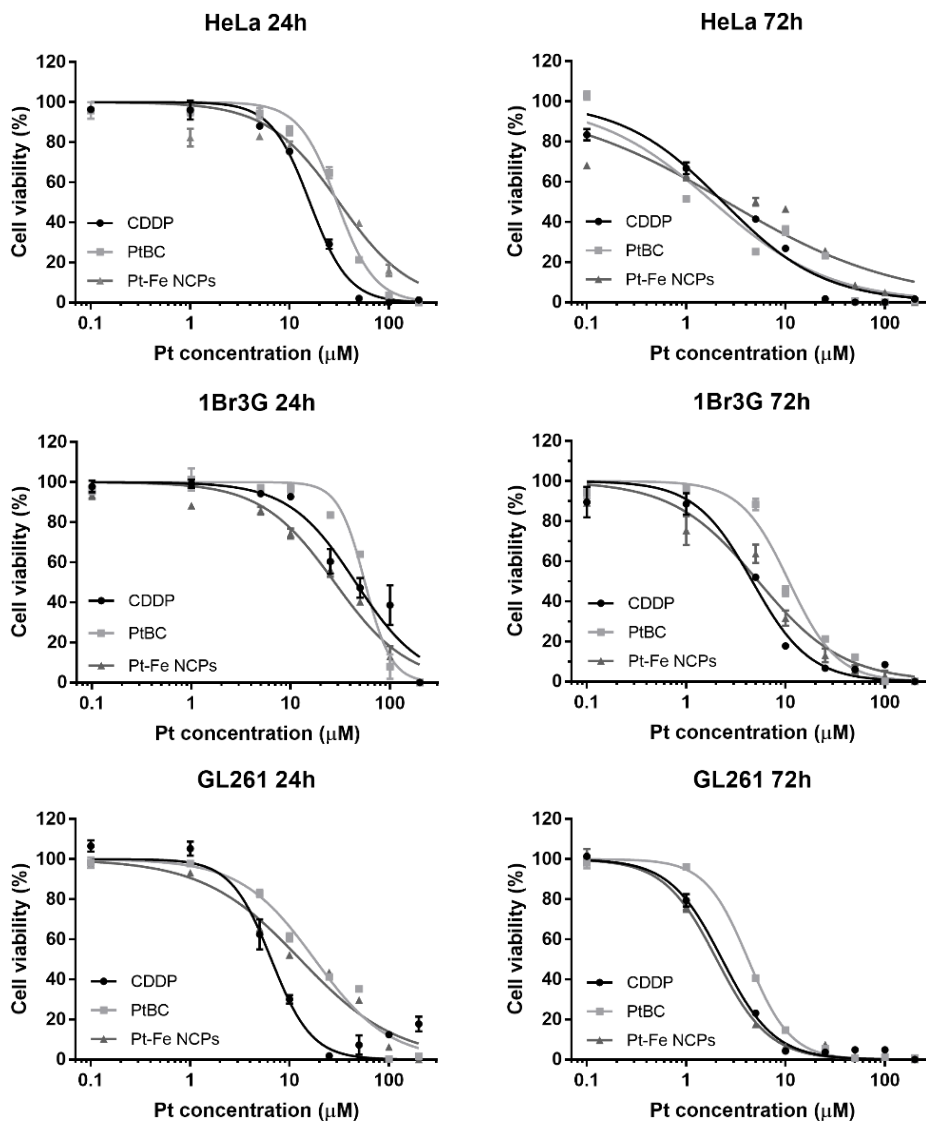 HeLa 24h
120
100
80
60
40
20
0
0.1 1 10 100
Cell viability (%)
Pt concentration (μM)
CDDP
PtBC
Pt-Fe NCPs
HeLa 72h
120
100
80
60
40
20
0
0.1 1 10 100
Cell viability (%)
Pt concentration (μM)
CDDP
PtBC
Pt-Fe NCPs
1Br3G 24h
120
100
80
60
40
20
0
0.1 1 10 100
Cell viability (%)
Pt concentration (μM)
CDDP
PtBC
Pt-Fe NCPs
1Br3G 72h
120
100
80
60
40
20
0
0.1 1 10 100
Cell viability (%)
Pt concentration (μM)
CDDP
PtBC
Pt-Fe NCPs
GL261 24h
120
100
80
60
40
20
0
0.1 1 10 100
Cell viability (%)
Pt concentration (μM)
CDDP
PtBC
Pt-Fe NCPs
GL261 72h
120
100
80
60
40
20
0
0.1 1 10 100
Cell viability (%)
Pt concentration (μM)
CDDP
PtBC
Pt-Fe NCPs